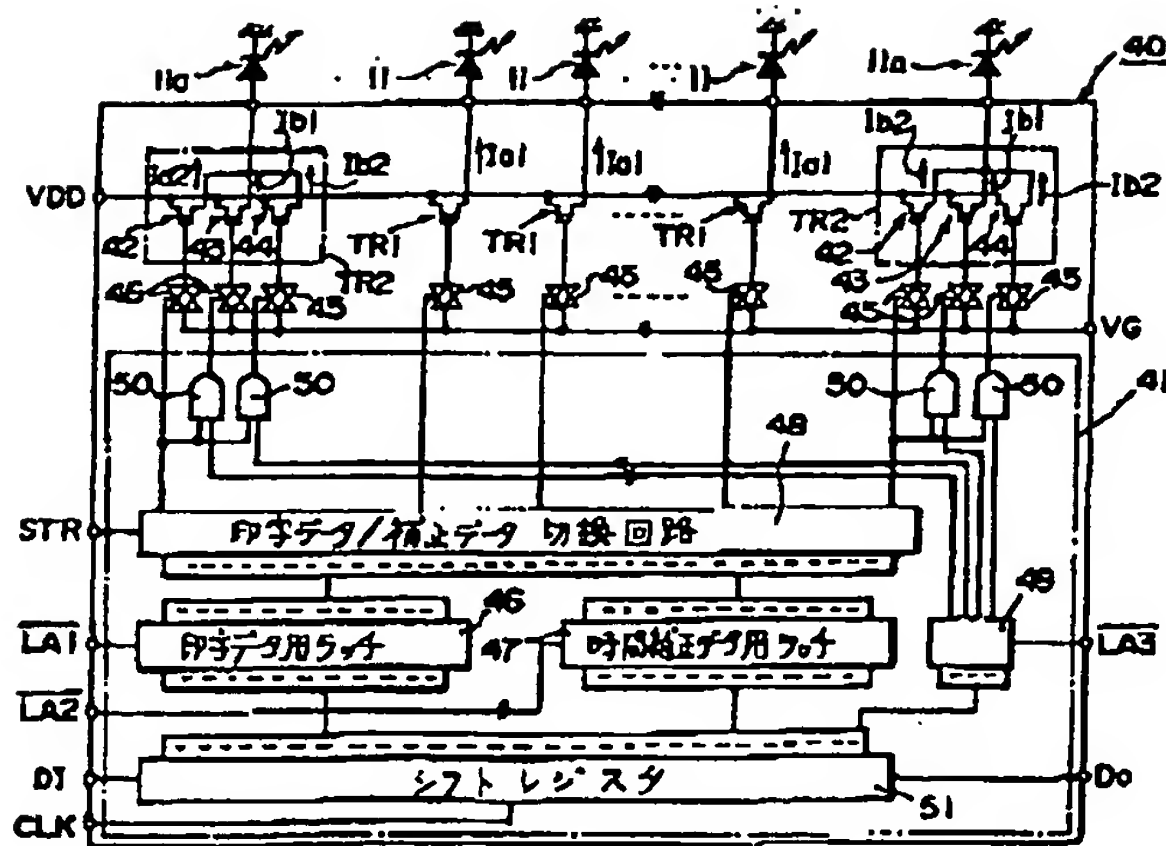 11a 11 11 11 11a 40
Ib1 Ib2 Ia1 Ia1 Ia1 Ib2 Ib1 Ib2
VDD
42 43 44 TR1 TR1 TR1 TR2 42 43 44
TR2
45 45 45 45 45 45
VG
50 50 50 50
41
48
STR 印字データ/補正データ 切換回路
46
LA1 印字データ用ラッチ 47 時間補正データ用ラッチ 49 LA3
LA2
DI シフトレジスタ Do
51
CLK